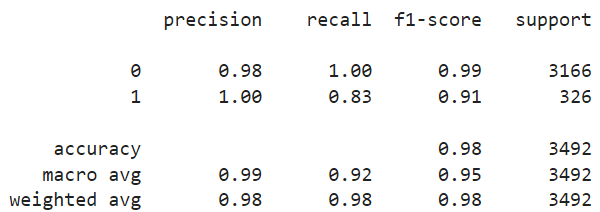 precision recall f1-score support
0 0.98 1.00 0.99 3166
1 1.00 0.83 0.91 326
accuracy 0.98 3492
macro avg 0.99 0.92 0.95 3492
weighted avg 0.98 0.98 0.98 3492